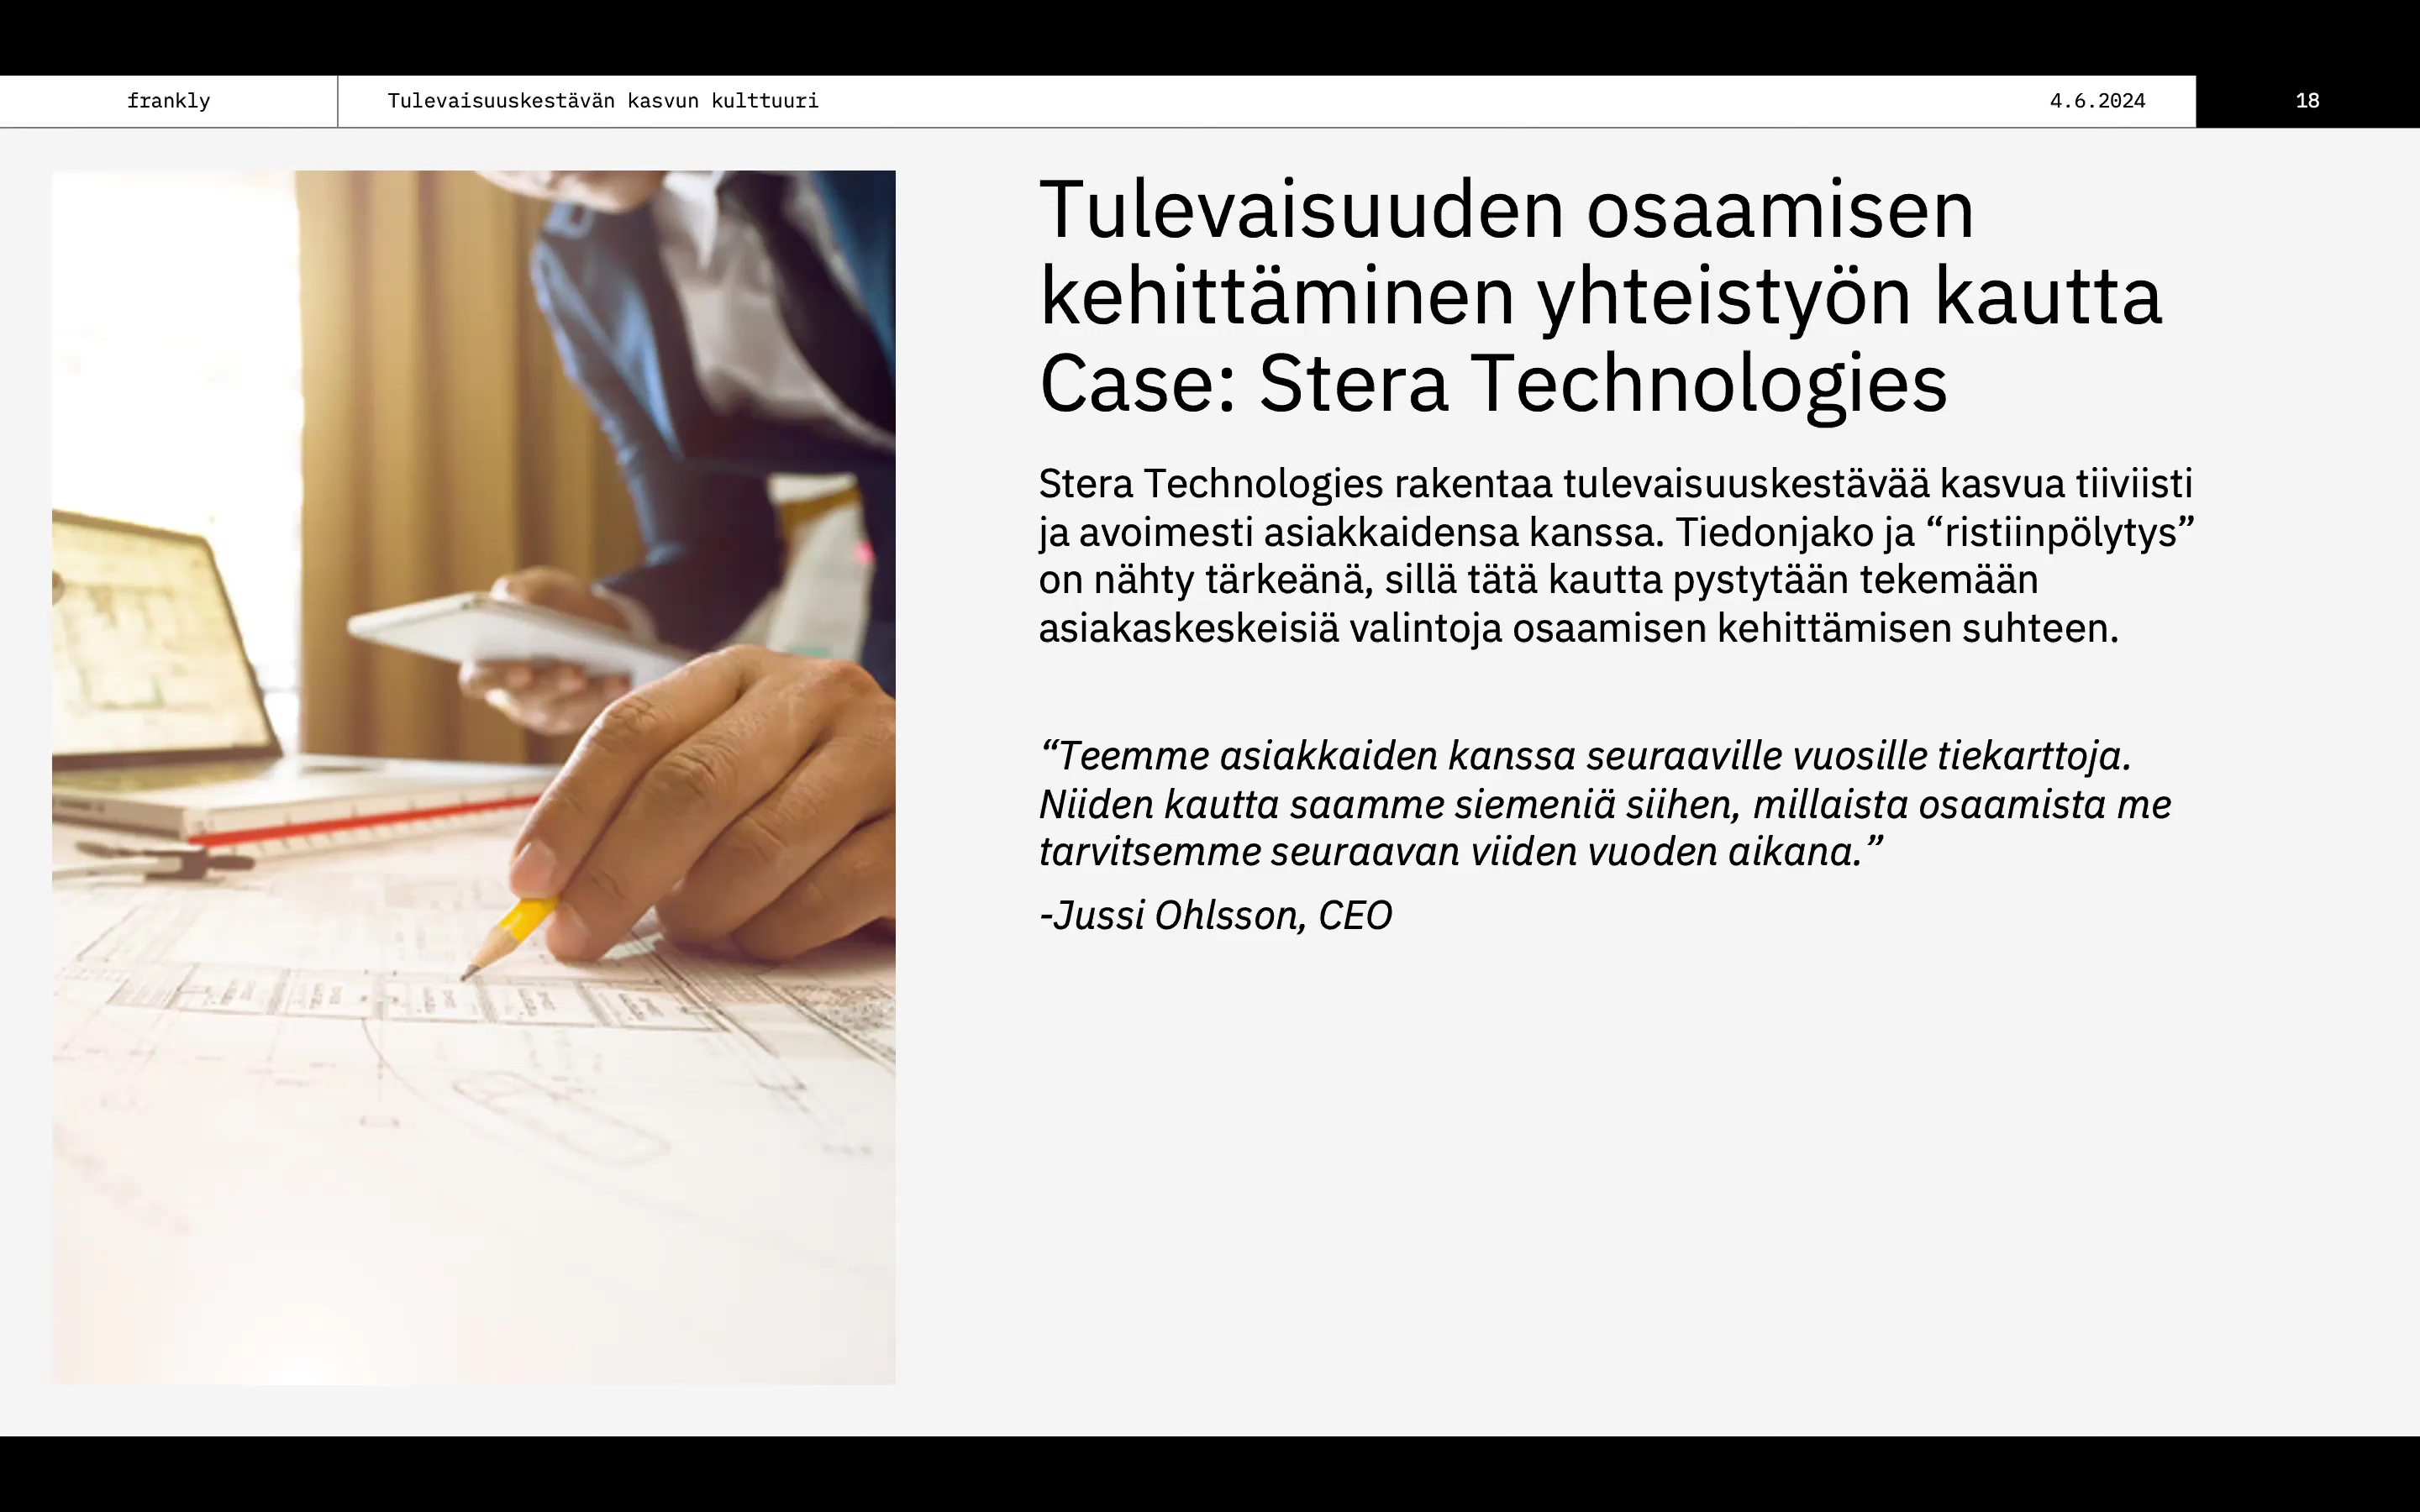 frankly
Tulevaisuuskestävän kasvun kulttuuri
4.6.2024
18
Tulevaisuuden osaamisen
kehittäminen yhteistyön kautta
Case: Stera Technologies
Stera Technologies rakentaa tulevaisuuskestävää kasvua tiiviisti
ja avoimesti asiakkaidensa kanssa. Tiedonjako ja “ristiinpölytys”
on nähty tärkeänä, sillä tätä kautta pystytään tekemään
asiakaskeskeisiä valintoja osaamisen kehittämisen suhteen.
“Teemme asiakkaiden kanssa seuraaville vuosille tiekarttoja.
Niiden kautta saamme siemeniä siihen, millaista osaamista me
tarvitsemme seuraavan viiden vuoden aikana.”
-Jussi Ohlsson, CEO